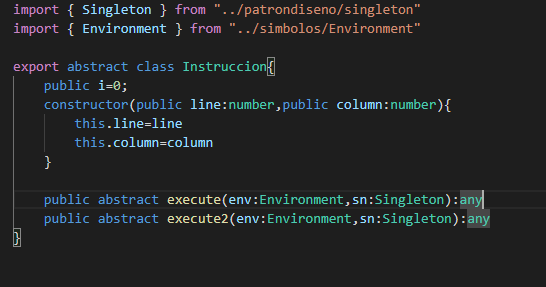 import { Singleton } from "../patrondiseno/singleton"
import { Environment } from "../simbolos/Environment"
export abstract class Instruccion{
public i=0;
constructor(public line:number,public column:number){
this.line=line
this.column=column
}
public abstract execute(env:Environment,sn:Singleton):any
public abstract execute2(env:Environment,sn:Singleton):any
}